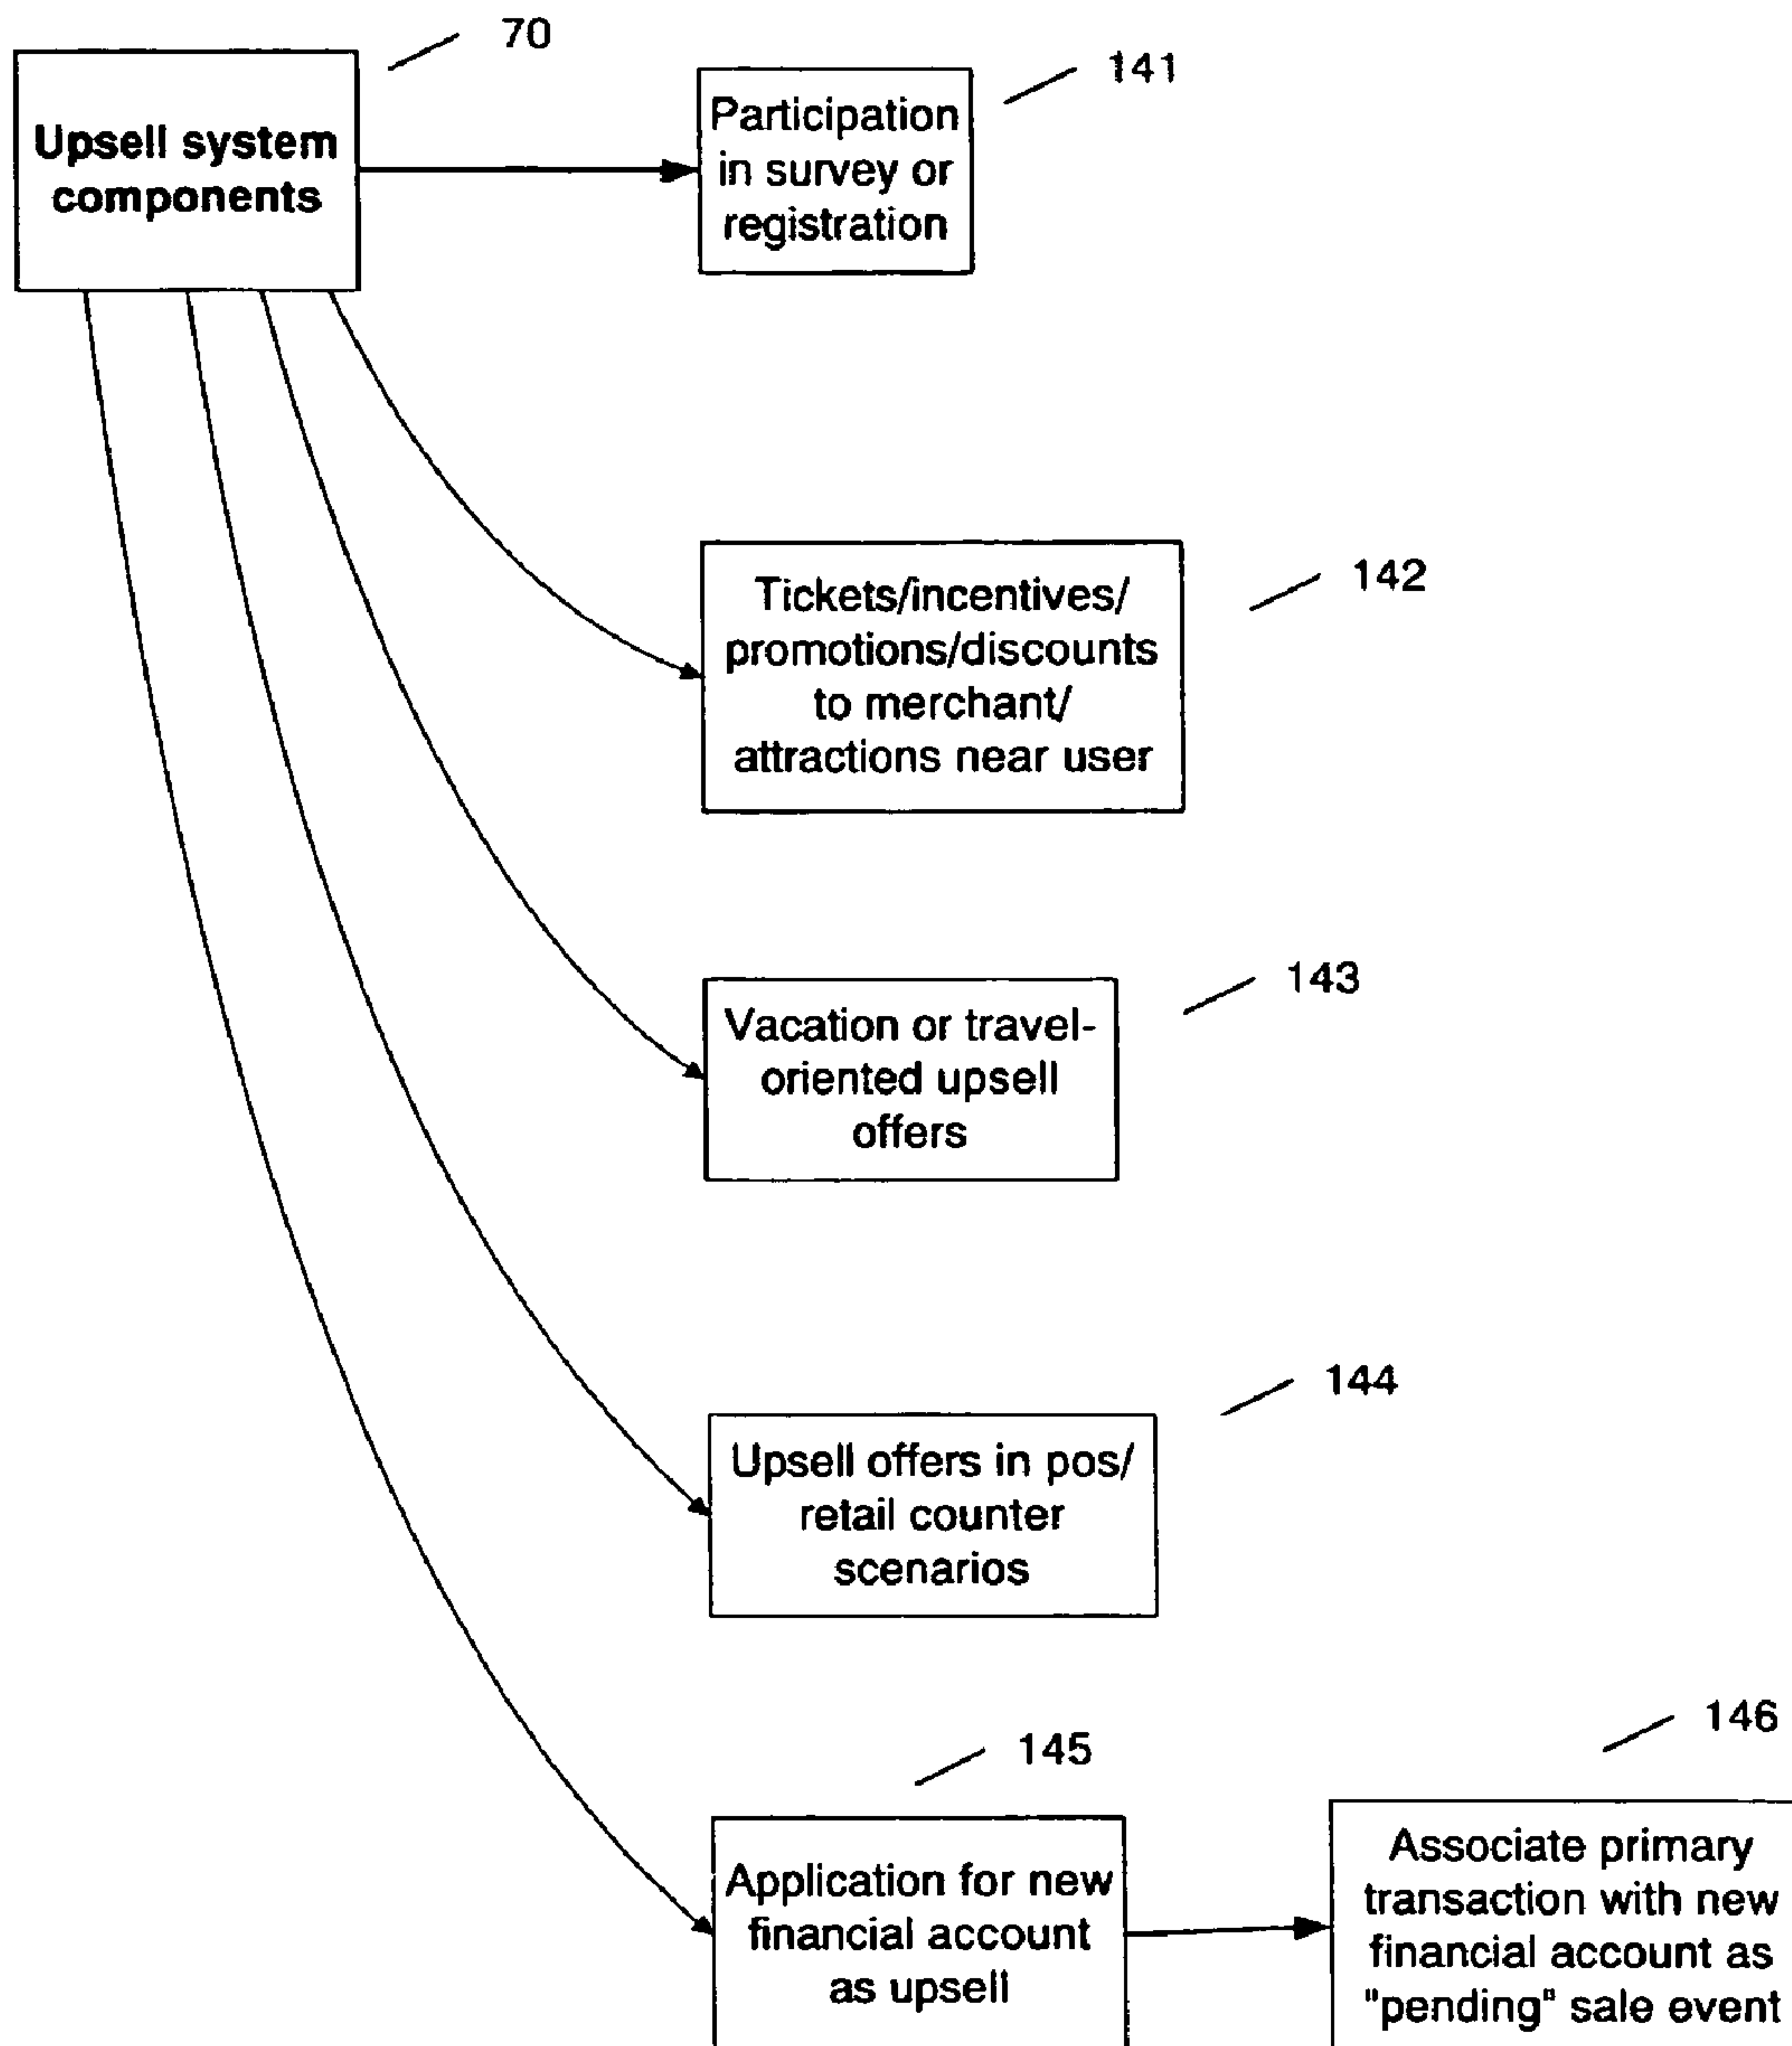 70
Upsell system
components
141
Participation
in survey or
registration
142
Tickets/incentives/
promotions/discounts
to merchant/
attractions near user
143
Vacation or travel-
oriented upsell
offers
144
Upsell offers in pos/
retail counter
scenarios
145
Application for new
financial account
as upsell
146
Associate primary
transaction with new
financial account as
"pending" sale event